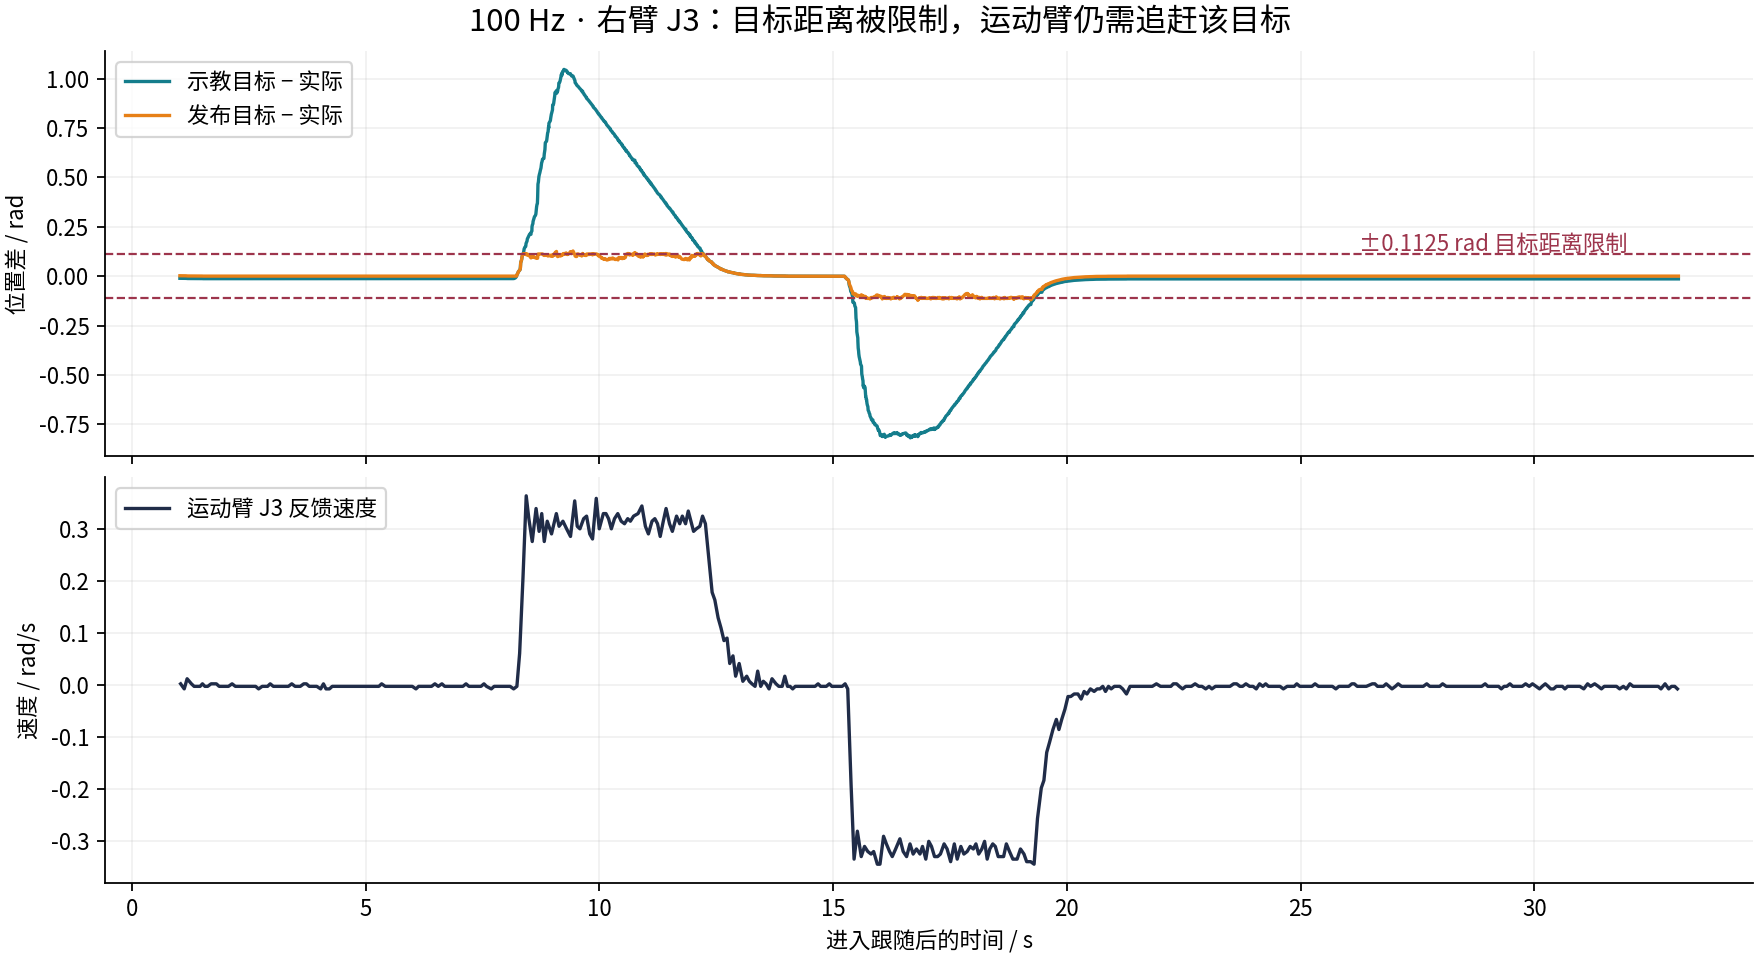 100 Hz · 右臂 J3：目标距离被限制，运动臂仍需追赶该目标
示教目标 − 实际
发布目标 − 实际
1.00
0.75
0.50
0.25
0.00
-0.25
-0.50
-0.75
位置差 / rad
±0.1125 rad 目标距离限制
运动臂 J3 反馈速度
0.3
0.2
0.1
0.0
-0.1
-0.2
-0.3
速度 / rad/s
0 5 10 15 20 25 30
进入跟随后的时间 / s